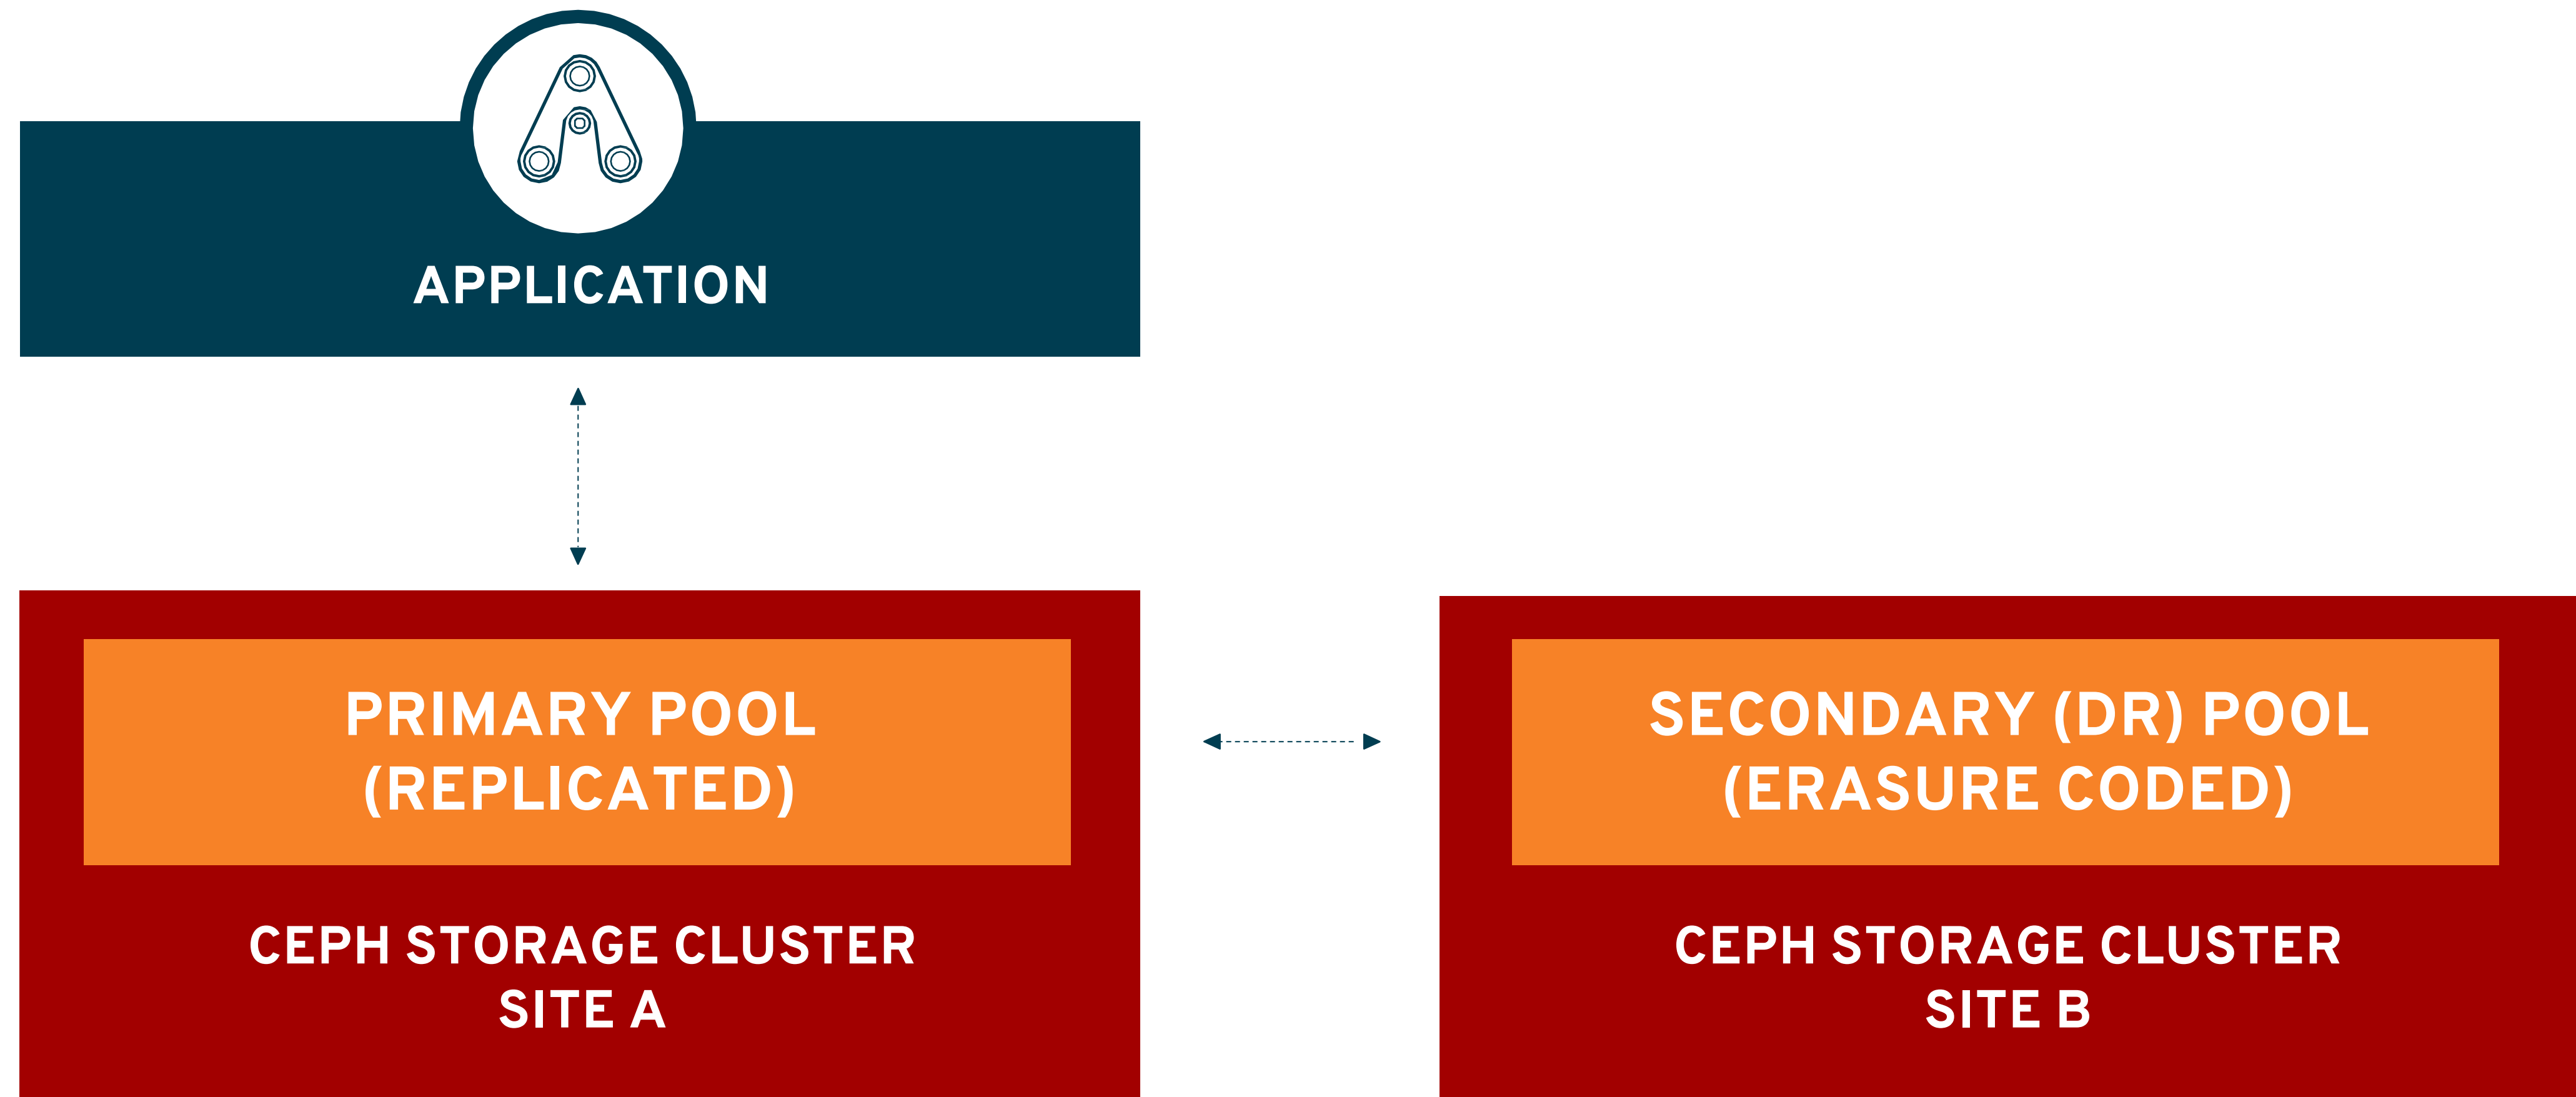 APPLICATION
PRIMARY POOL
(REPLICATED)
CEPH STORAGE CLUSTER
SITE A
SECONDARY (DR) POOL
(ERASURE CODED)
CEPH STORAGE CLUSTER
SITE B